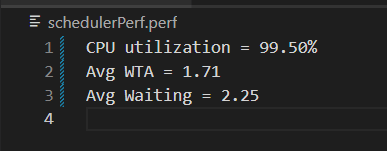 schedulerPerf.perf
1 CPU utilization = 99.50%
2 Avg WTA = 1.71
3 Avg Waiting = 2.25
4